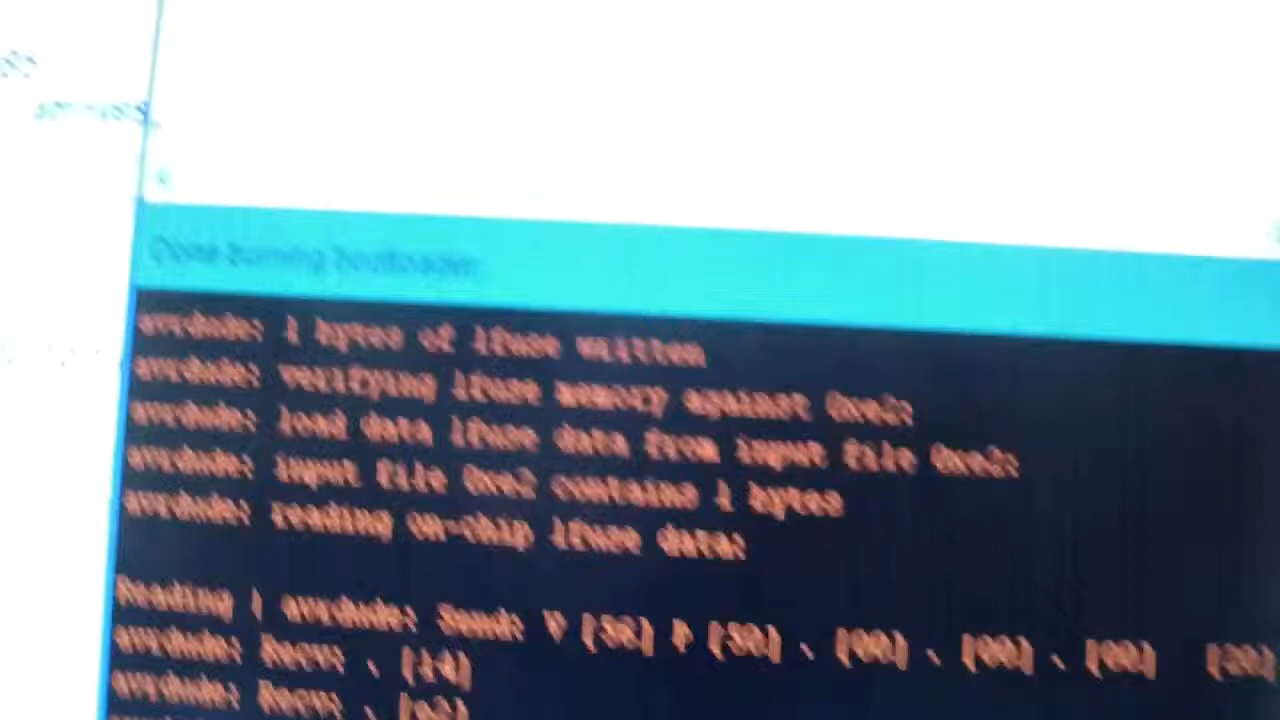 Done burning bootloader.
avrdude: 1 bytes of lfuse written
avrdude: verifying lfuse memory against 0xe2:
avrdude: load data lfuse data from input file 0xe2:
avrdude: input file 0xe2 contains 1 bytes
avrdude: reading on-chip lfuse data:
Reading | avrdude: Send: V [56] P [50] . [00] . [00] . [00] [20]
avrdude: Recv: . [14]
avrdude: Recv: .